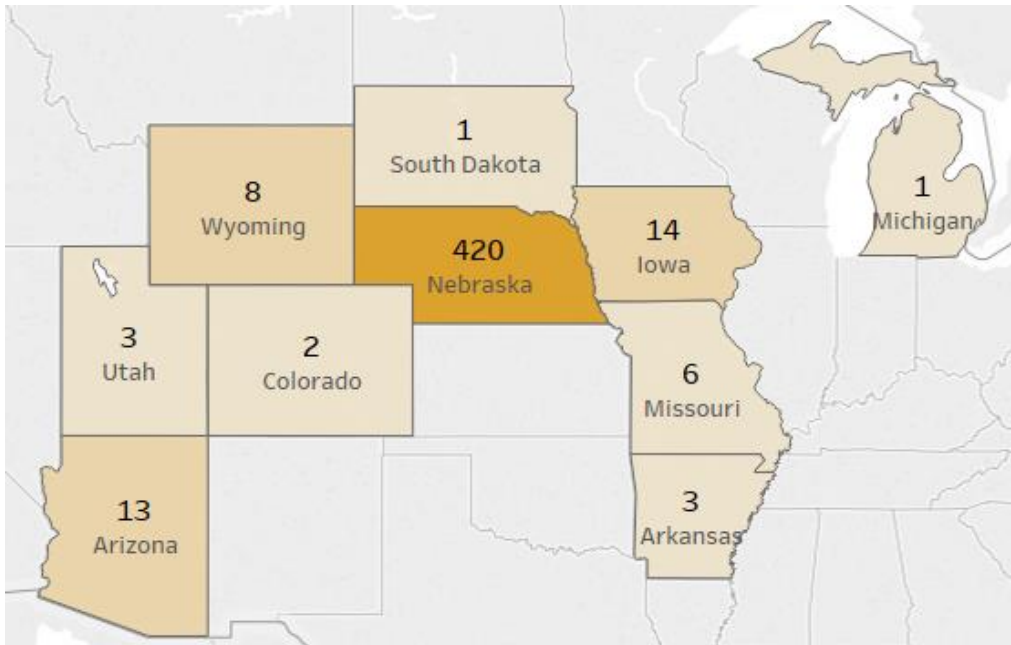 1
South Dakota
8
Wyoming
1
Michigan
14
Iowa
420
Nebraska
3
Utah
2
Colorado
6
Missouri
13
Arizona
3
Arkansas